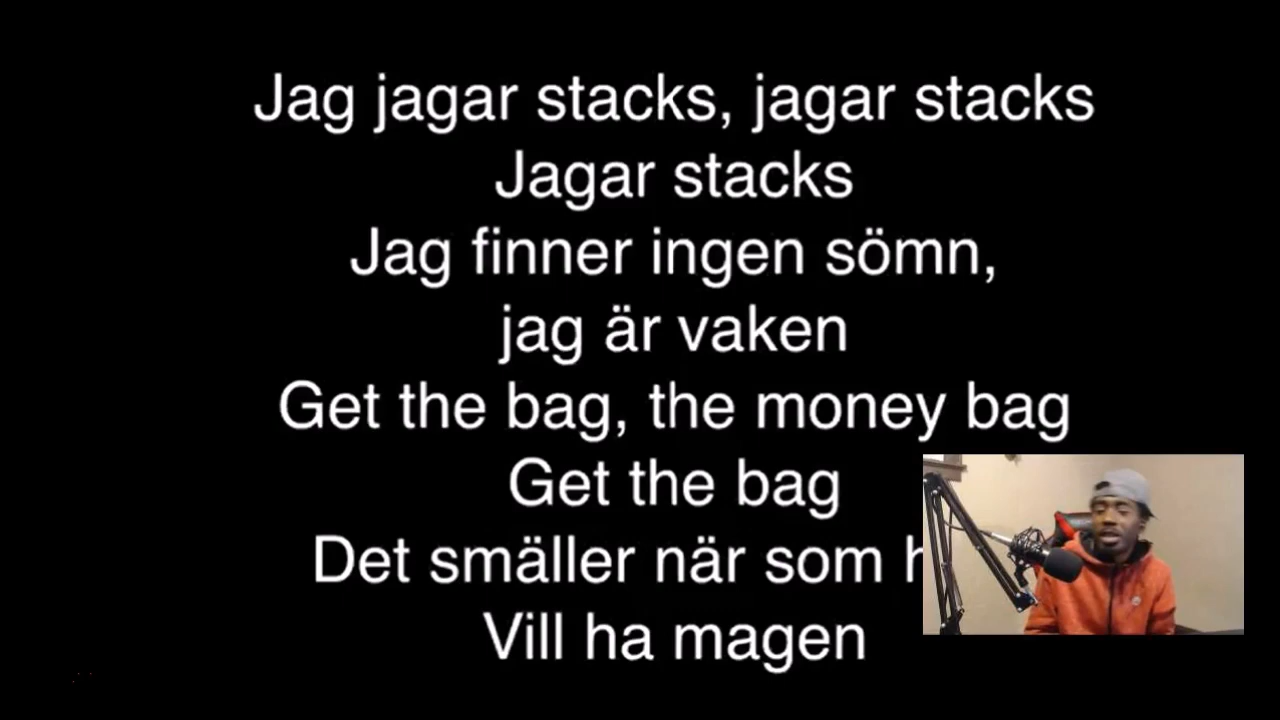 Jag jagar stacks, jagar stacks
Jagar stacks
Jag finner ingen sömn,
jag är vaken
Get the bag, the money bag
Get the bag
Det smäller när som
Vill ha magen